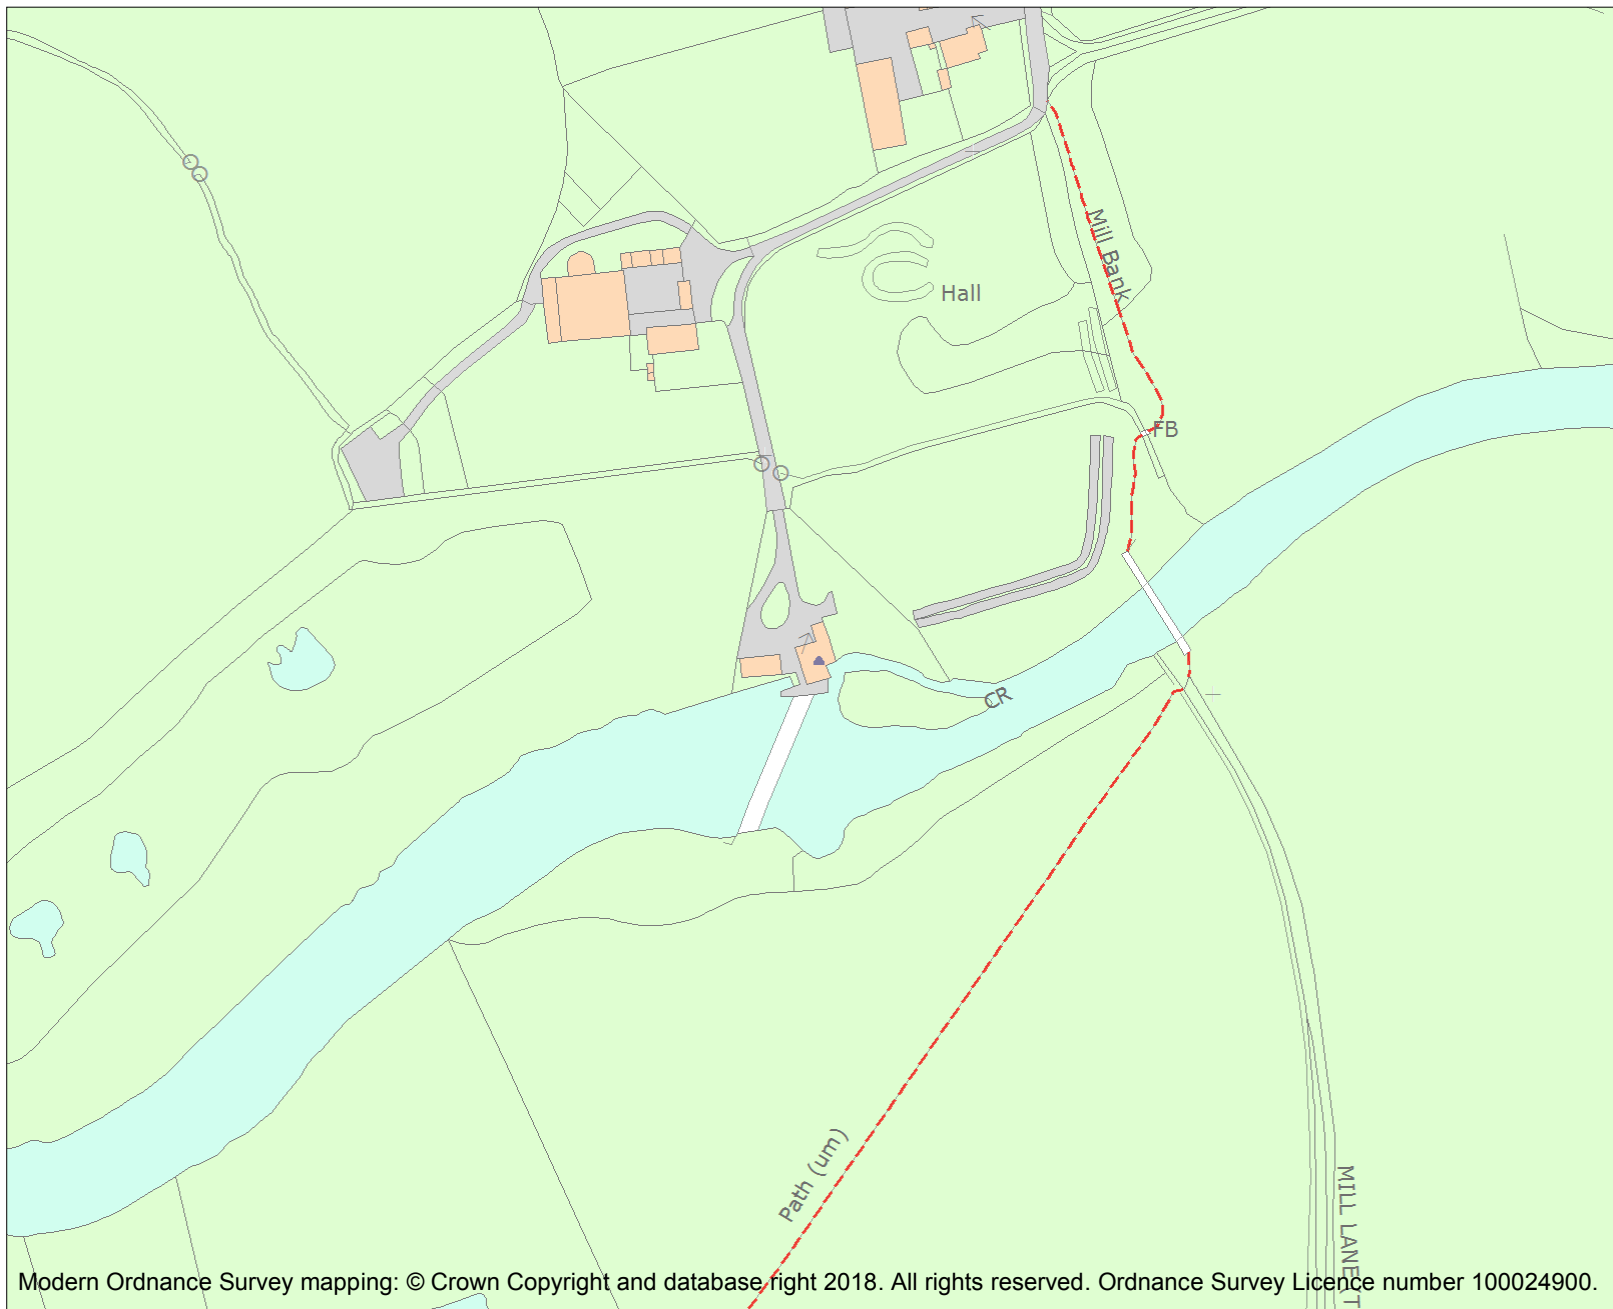 Mill Bank
Hall
FB
CR
Path (um)
MILL LANE (T
Modern Ordnance Survey mapping: © Crown Copyright and database right 2018. All rights reserved. Ordnance Survey Licence number 100024900.